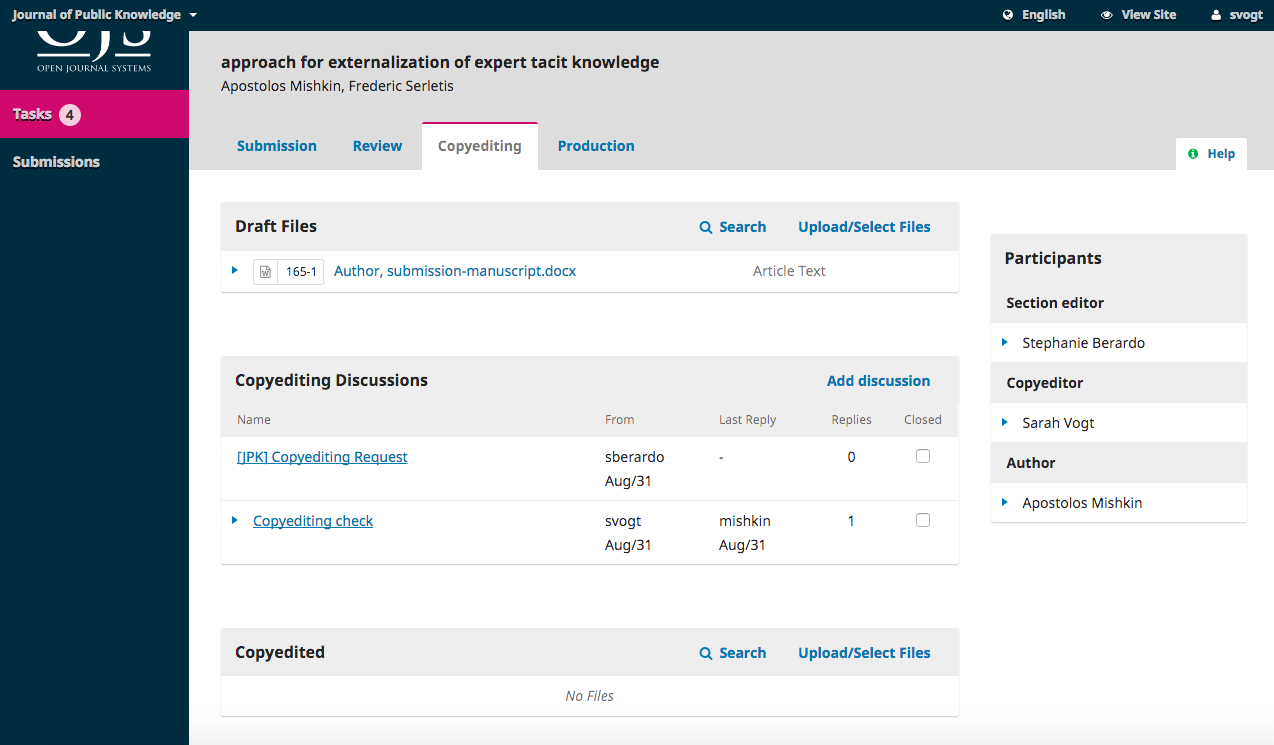 Journal of Public Knowledge
English
View Site
svogt
OJS
OPEN JOURNAL SYSTEMS
Tasks 4
Submissions
approach for externalization of expert tacit knowledge
Apostolos Mishkin, Frederic Serletis
Submission
Review
Copyediting
Production
Help
Draft Files
Search
Upload/Select Files
165-1
Author, submission-manuscript.docx
Article Text
Copyediting Discussions
Add discussion
Name From Last Reply Replies Closed
[JPK] Copyediting Request sberardo - 0
Aug/31
Copyediting check svogt mishkin 1
Aug/31 Aug/31
Copyedited
Search
Upload/Select Files
No Files
Participants
Section editor
Stephanie Berardo
Copyeditor
Sarah Vogt
Author
Apostolos Mishkin